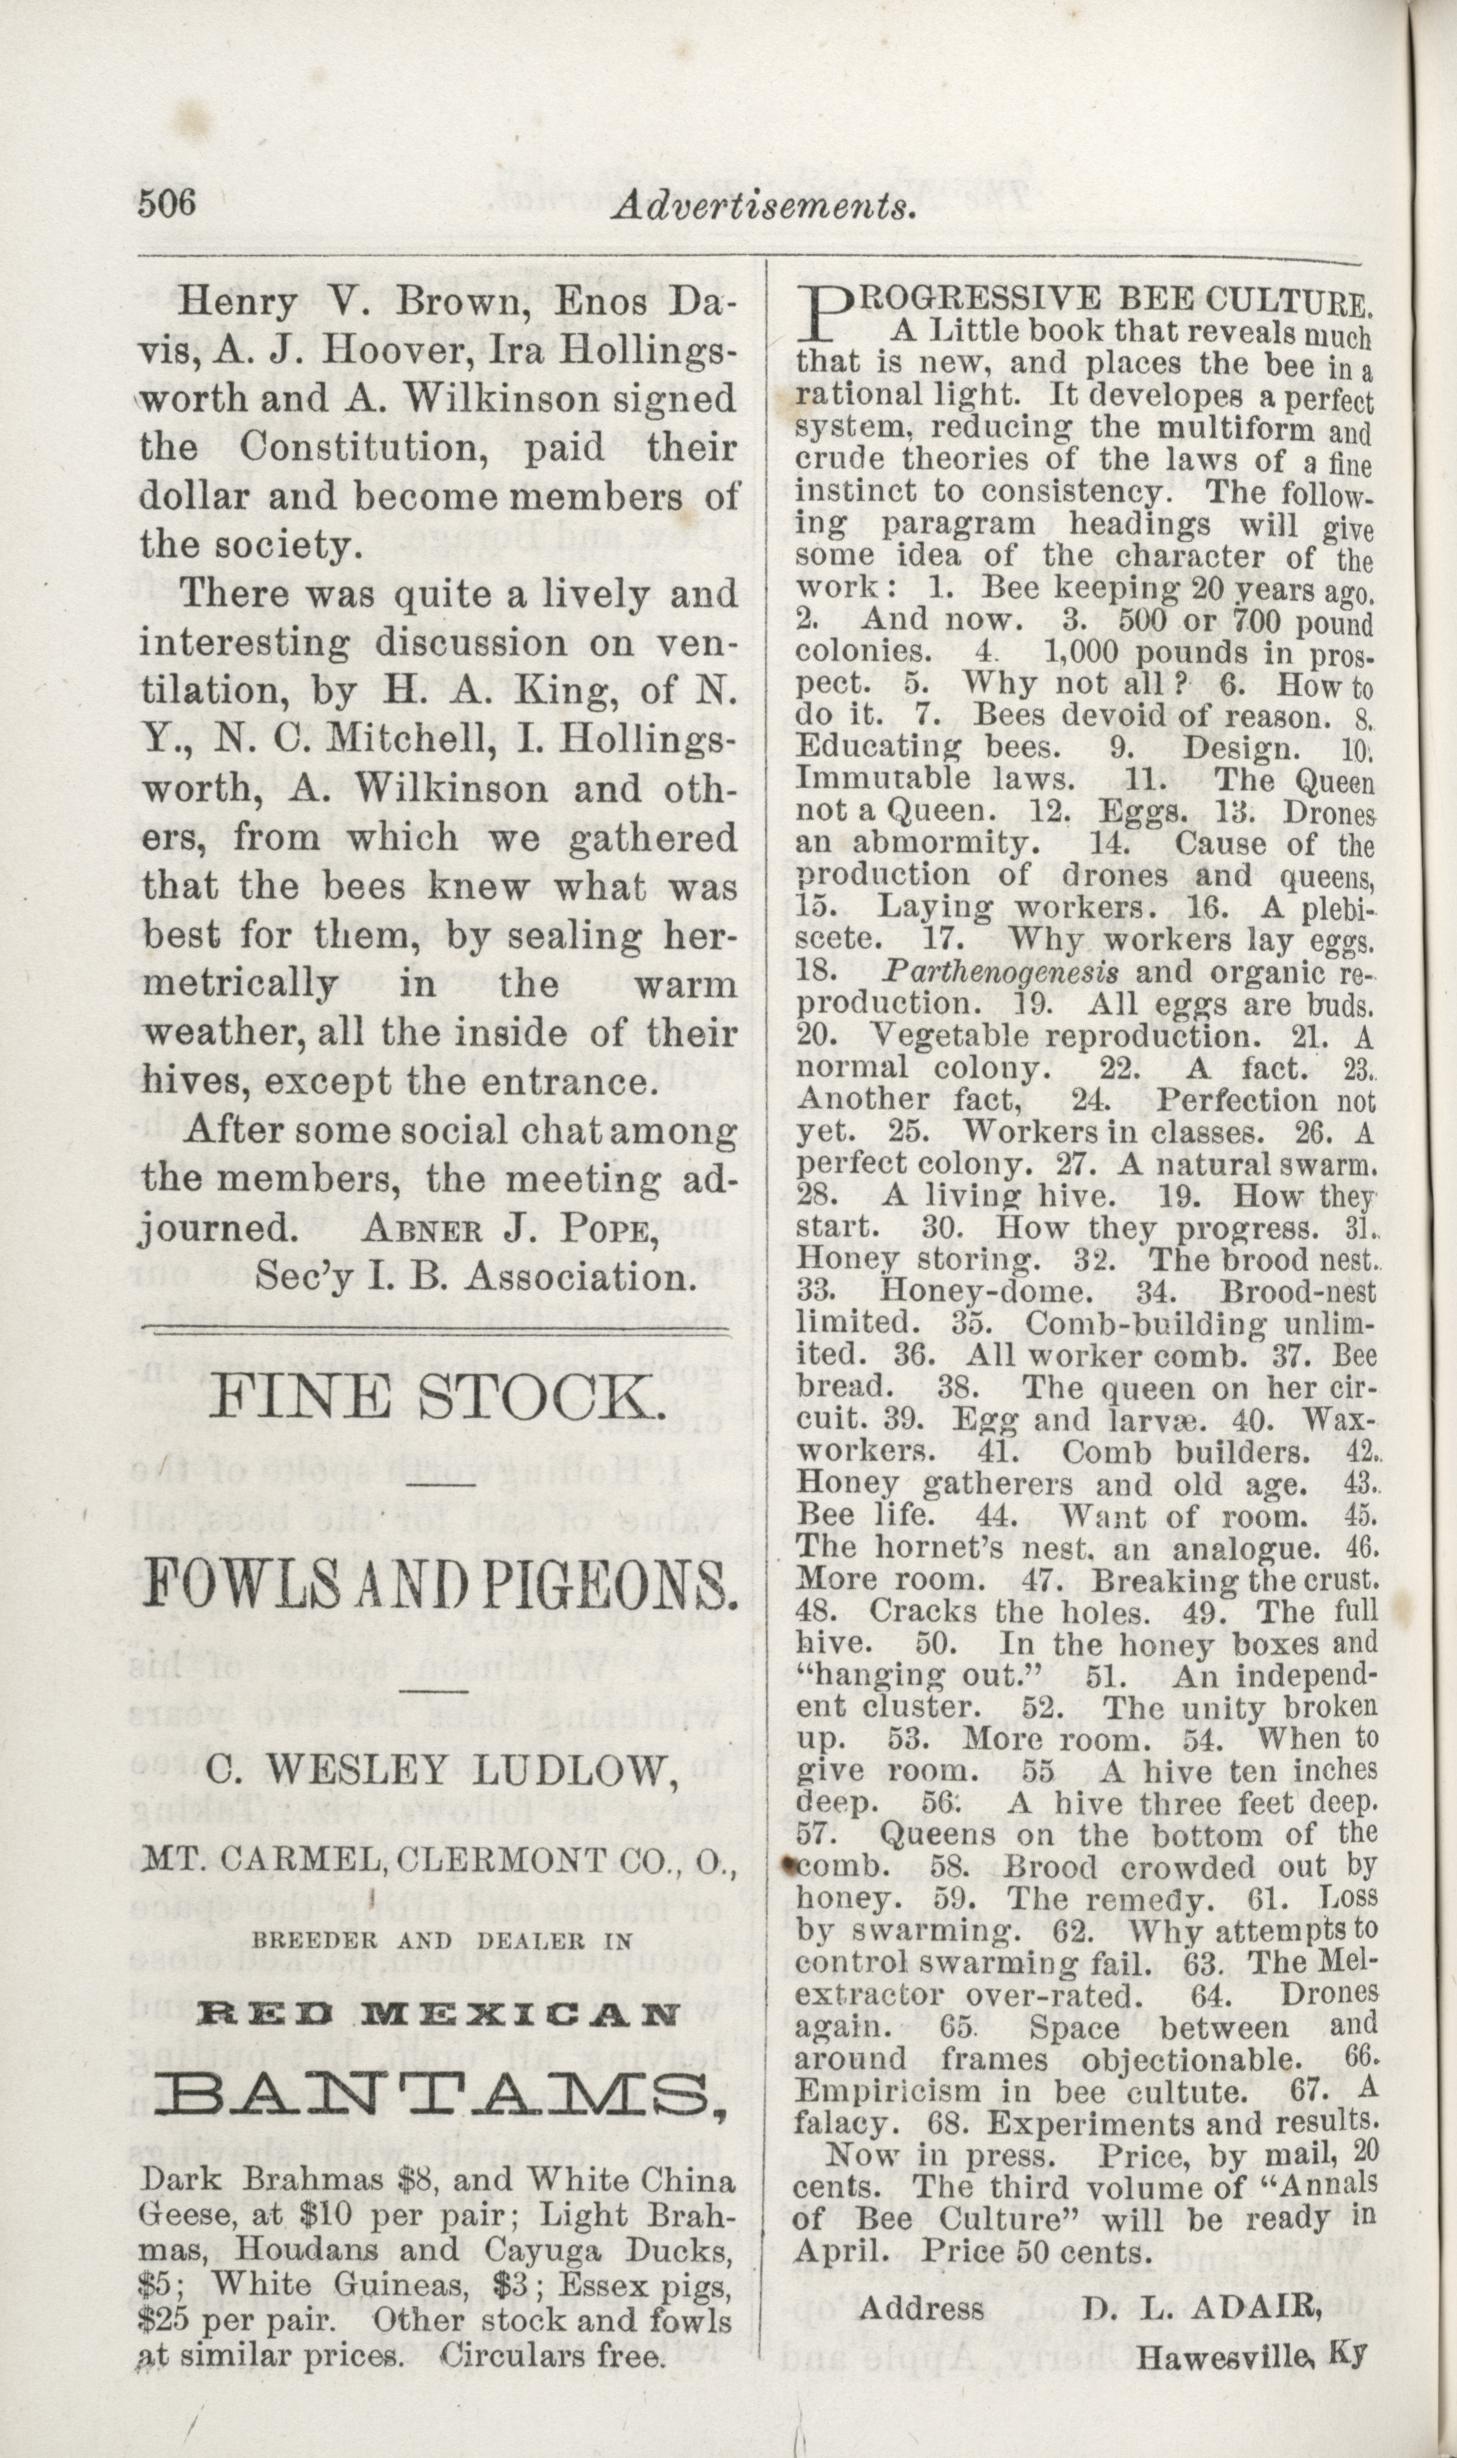 506
Advertisements.
Henry V. Brown, Enos Da-
vis, A. J. Hoover, Ira Hollings-
worth and A. Wilkinson signed
the Constitution, paid their
dollar and become members of
the society.
There was quite a lively and
interesting discussion on ven-
tilation, by H. A. King, of N.
Y., N. C. Mitchell, I. Hollings-
worth, A. Wilkinson and oth-
ers, from which we gathered
that the bees knew what was
best for them, by sealing her-
metrically in the warm
weather, all the inside of their
hives, except the entrance.
After some social chat among
the members, the meeting ad-
journed. ABNER J. POPE,
Sec'y I. B. Association.
FINE STOCK.
FOWLS AND PIGEONS.
C. WESLEY LUDLOW,
MT. CARMEL, CLERMONT CO., O.,
BREEDER AND DEALER IN
RED MEXICAN
BANTAMS,
Dark Brahmas $8, and White China
Geese, at $10 per pair; Light Brah-
mas, Houdans and Cayuga Ducks,
$5; White Guineas, $3; Essex pigs,
$25 per pair. Other stock and fowls
at similar prices. Circulars free.
PROGRESSIVE BEE CULTURE.
A Little book that reveals much
that is new, and places the bee in a
rational light. It developes a perfect
system, reducing the multiform and
crude theories of the laws of a fine
instinct to consistency. The follow-
ing paragram headings will give
some idea of the character of the
work: 1. Bee keeping 20 years ago.
2. And now. 3. 500 or 700 pound
colonies. 4. 1,000 pounds in pros-
pect. 5. Why not all? 6. How to
do it. 7. Bees devoid of reason. 8.
Educating bees. 9. Design. 10.
Immutable laws. 11. The Queen
not a Queen. 12. Eggs. 13. Drones
an abmormity. 14. Cause of the
production of drones and queens,
15. Laying workers. 16. A plebi-
scete. 17. Why workers lay eggs.
18. Parthenogenesis and organic re-
production. 19. All eggs are buds.
20. Vegetable reproduction. 21. A
normal colony. 22. A fact. 23.
Another fact, 24. Perfection not
yet. 25. Workers in classes. 26. A
perfect colony. 27. A natural swarm.
28. A living hive. 19. How they
start. 30. How they progress. 31.
Honey storing. 32. The brood nest.
33. Honey-dome. 34. Brood-nest
limited. 35. Comb-building unlim-
ited. 36. All worker comb. 37. Bee
bread. 38. The queen on her cir-
cuit. 39. Egg and larvæ. 40. Wax-
workers. 41. Comb builders. 42.
Honey gatherers and old age. 43.
Bee life. 44. Want of room. 45.
The hornet's nest, an analogue. 46.
More room. 47. Breaking the crust.
48. Cracks the holes. 49. The full
hive. 50. In the honey boxes and
"hanging out." 51. An independ-
ent cluster. 52. The unity broken
up. 53. More room. 54. When to
give room. 55 A hive ten inches
deep. 56. A hive three feet deep.
57. Queens on the bottom of the
comb. 58. Brood crowded out by
honey. 59. The remedy. 61. Loss
by swarming. 62. Why attempts to
control swarming fail. 63. The Mel-
extractor over-rated. 64. Drones
again. 65. Space between and
around frames objectionable. 66.
Empiricism in bee cultute. 67. A
falacy. 68. Experiments and results.
Now in press. Price, by mail, 20
cents. The third volume of "Annals
of Bee Culture" will be ready in
April. Price 50 cents.
Address D. L. ADAIR,
Hawesville, Ky